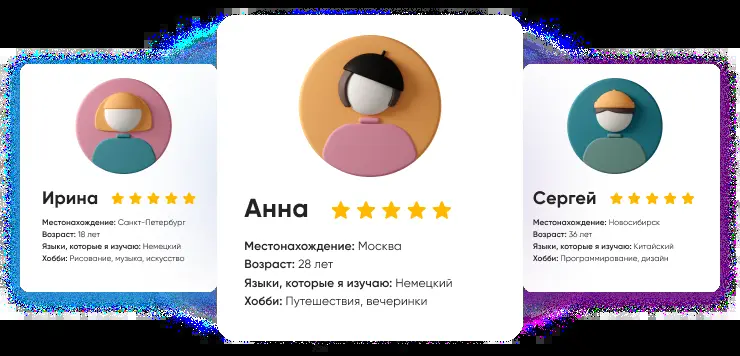 Ирина
Местонахождение: Санкт-Петербург
Возраст: 18 лет
Языки, которые я изучаю: Немецкий
Хобби: Рисование, музыка, искусство
Анна
Местонахождение: Москва
Возраст: 28 лет
Языки, которые я изучаю: Немецкий
Хобби: Путешествия, вечеринки
Сергей
Местонахождение: Новосибирск
Возраст: 36 лет
Языки, которые я изучаю: Китайский
Хобби: Программирование, дизайн